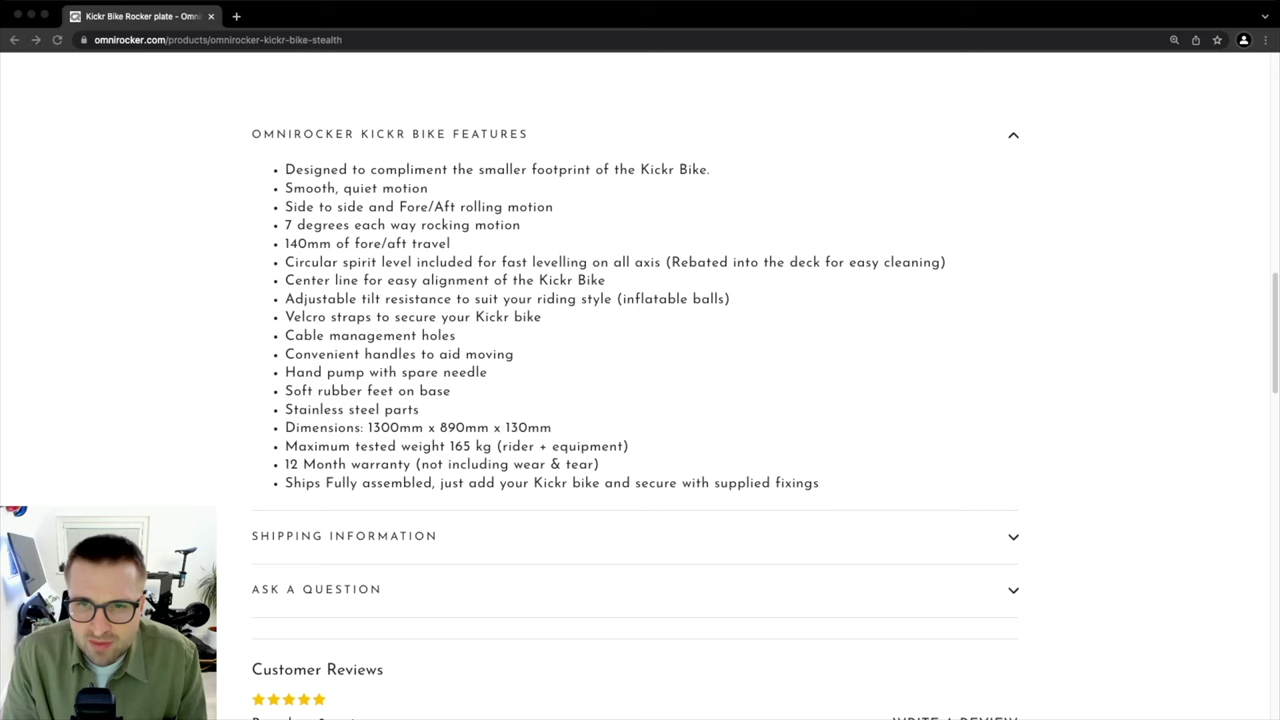 Kickr Bike Rocker plate - Omni
omnirocker.com/products/omnirocker-kickr-bike-stealth
OMNIROCKER KICKR BIKE FEATURES
• Designed to compliment the smaller footprint of the Kickr Bike.
• Smooth, quiet motion
• Side to side and Fore/Aft rolling motion
• 7 degrees each way rocking motion
• 140mm of fore/aft travel
• Circular spirit level included for fast levelling on all axis (Rebated into the deck for easy cleaning)
• Center line for easy alignment of the Kickr Bike
• Adjustable tilt resistance to suit your riding style (inflatable balls)
• Velcro straps to secure your Kickr bike
• Cable management holes
• Convenient handles to aid moving
• Hand pump with spare needle
• Soft rubber feet on base
• Stainless steel parts
• Dimensions: 1300mm x 890mm x 130mm
• Maximum tested weight 165 kg (rider + equipment)
• 12 Month warranty (not including wear & tear)
• Ships Fully assembled, just add your Kickr bike and secure with supplied fixings
SHIPPING INFORMATION
ASK A QUESTION
Customer Reviews
WRITE A REVIEW